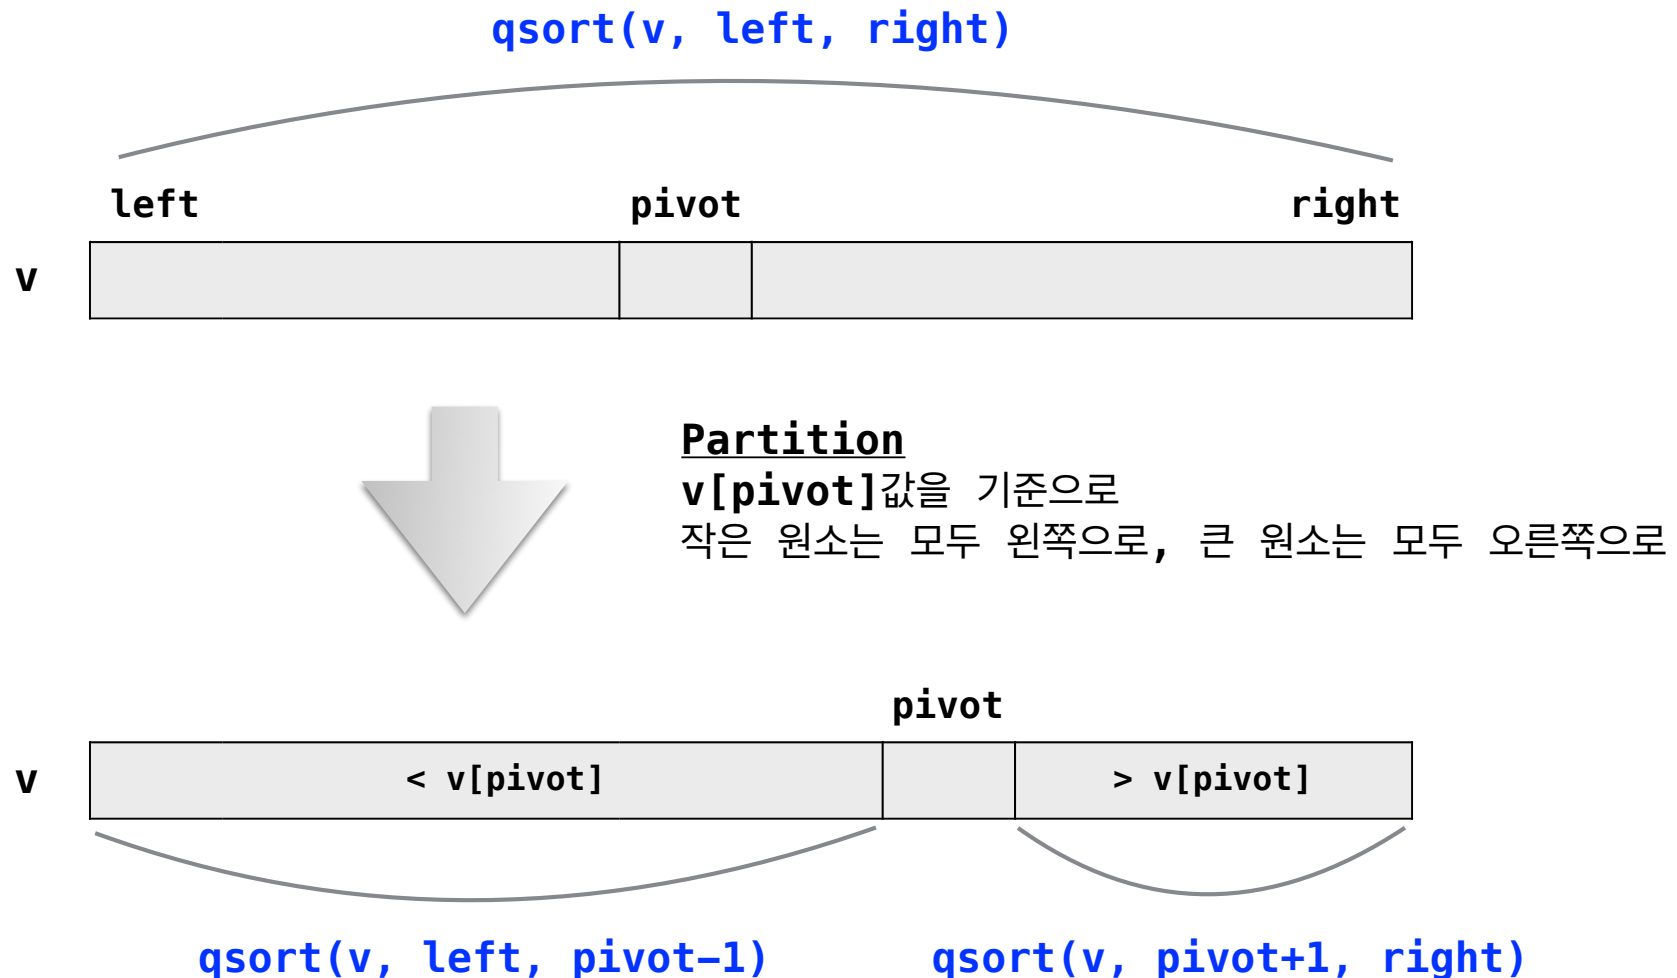 qsort(v, left, right)
left pivot right
v
Partition
v[pivot]값을 기준으로
작은 원소는 모두 왼쪽으로, 큰 원소는 모두 오른쪽으로
pivot
v < v[pivot] > v[pivot]
qsort(v, left, pivot–1) qsort(v, pivot+1, right)